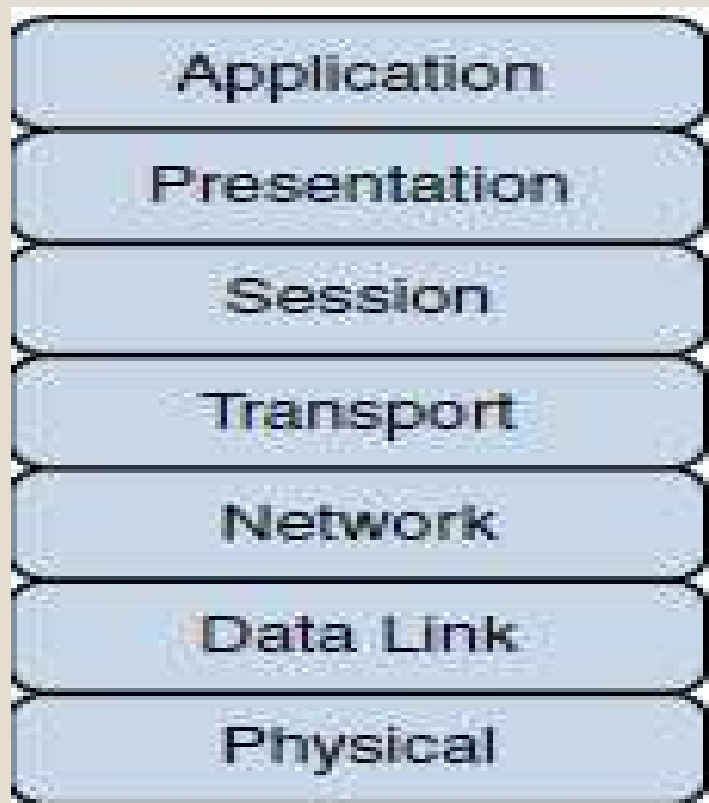 Application
Presentation
Session
Transport
Network
Data Link
Physical